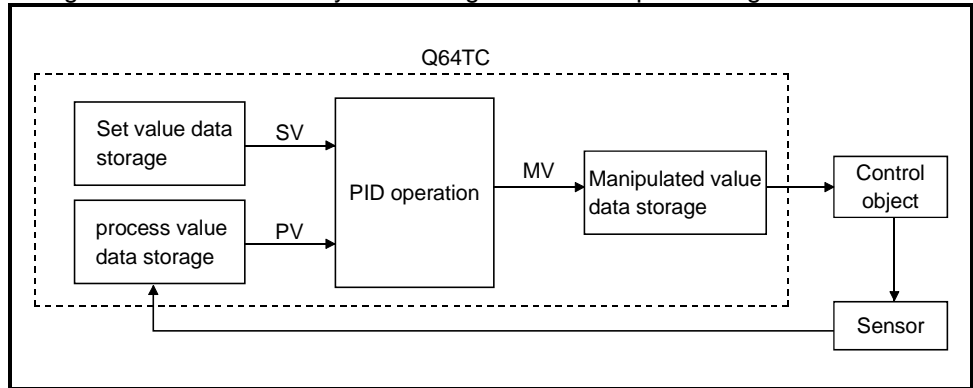 Q64TC
Set value data
storage
SV
PID operation
MV
Manipulated value
data storage
Control
object
process value
data storage
PV
Sensor